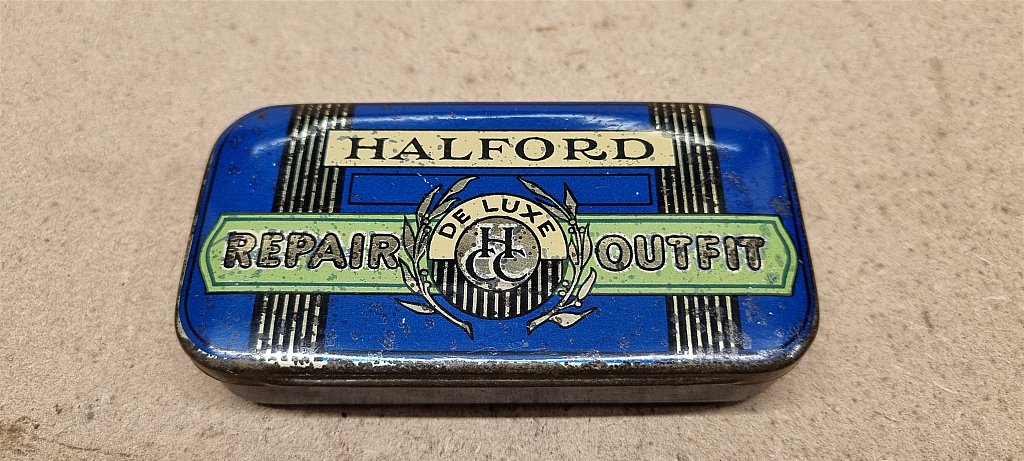 HALFORD
DE LUXE
REPAIR HCC OUTFIT